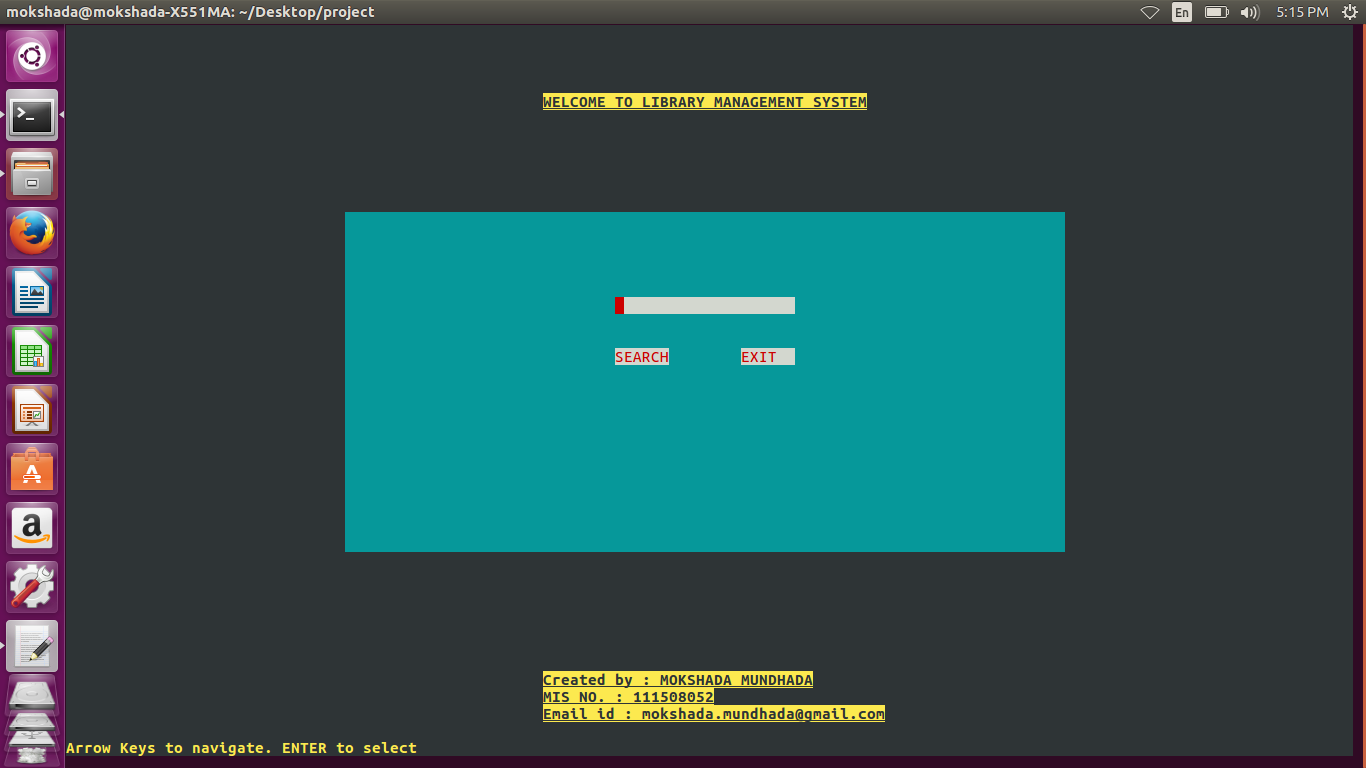 mokshada@mokshada-X551MA: ~/Desktop/project
En
5:15 PM
WELCOME TO LIBRARY MANAGEMENT SYSTEM
SEARCH EXIT
Created by : MOKSHADA MUNDHADA
MIS NO. : 111508052
Email id : mokshada.mundhada@gmail.com
Arrow Keys to navigate. ENTER to select